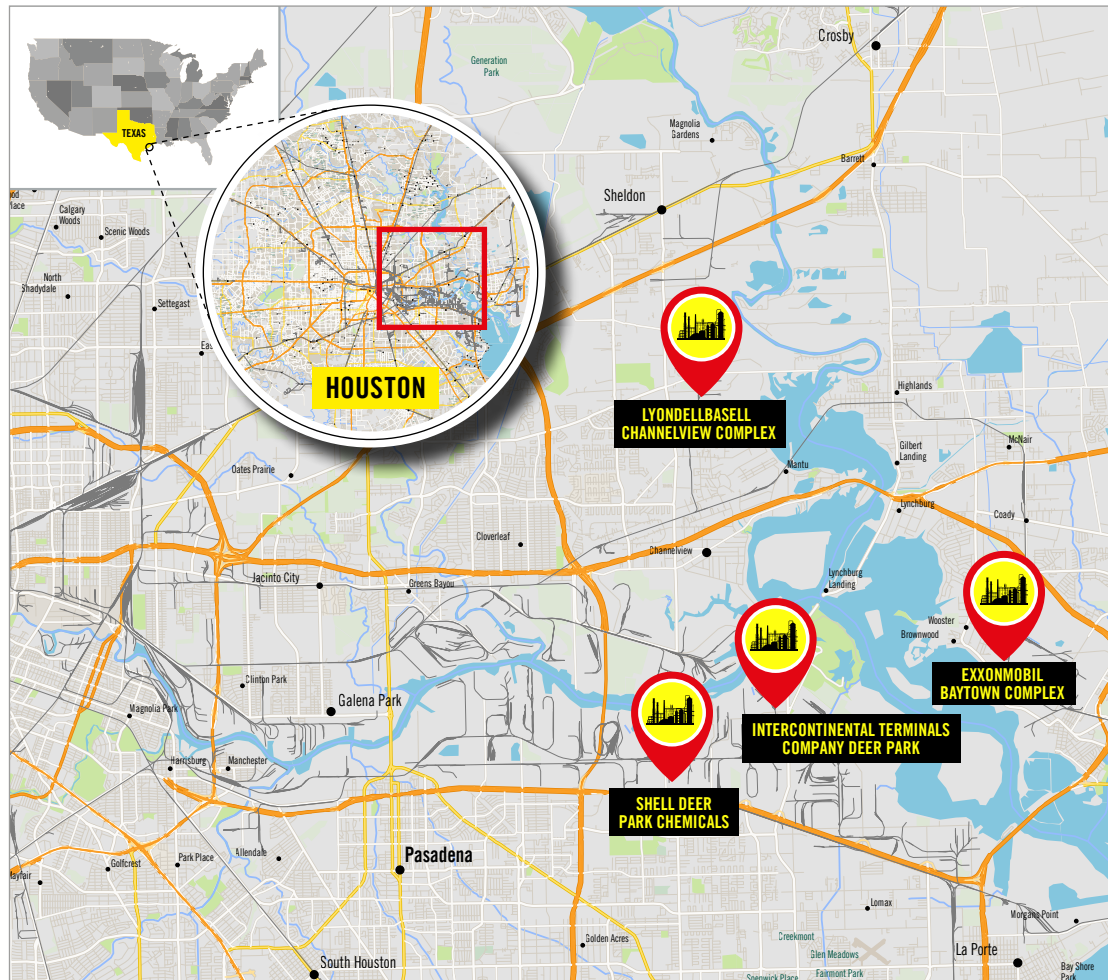 TEXAS
HOUSTON
Generation
Park
Crosby
Magnolia
Gardens
Barrett
Sheldon
Place
Calgary
Woods
Scenic Woods
North
Shadydale
Settegast
Eas
LYONDELLBASELL
CHANNELVIEW COMPLEX
Highlands
Gilbert
Landing
McNair
Mantu
Oates Prairie
Lynchburg
Coady
Cloverleaf
Channelview
Lynchburg
Landing
Jacinto City
Greens Bayou
Wooster
Brownwood
EXXONMOBIL
BAYTOWN COMPLEX
Clinton Park
Galena Park
Magnolia Park
INTERCONTINENTAL TERMINALS
COMPANY DEER PARK
Harrisburg
Manchester
SHELL DEER
PARK CHEMICALS
Allendale
Park Place
Golfcrest
Pasadena
Lomax
Morgans Point
Golden Acres
Creekmont
Glen Meadows
Fairmont Park
La Porte
South Houston
Bay Shore
Park